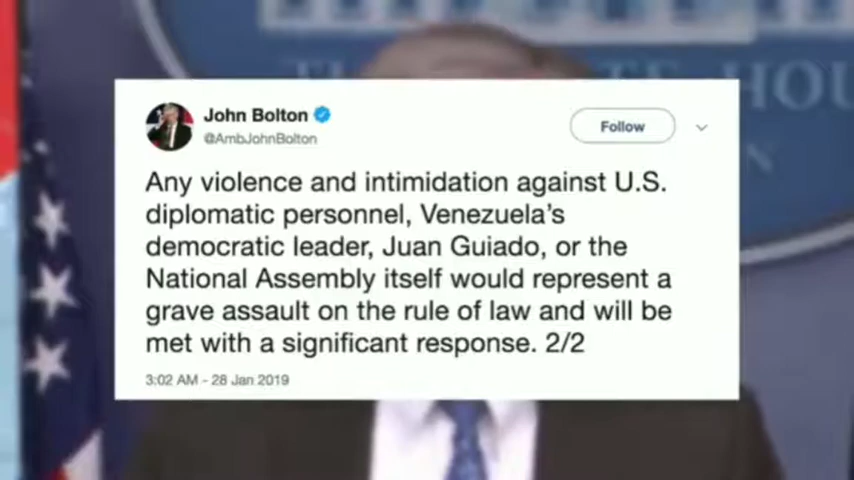 John Bolton
@AmbJohnBolton
Follow
Any violence and intimidation against U.S.
diplomatic personnel, Venezuela's
democratic leader, Juan Guiado, or the
National Assembly itself would represent a
grave assault on the rule of law and will be
met with a significant response. 2/2
3:02 AM - 28 Jan 2019